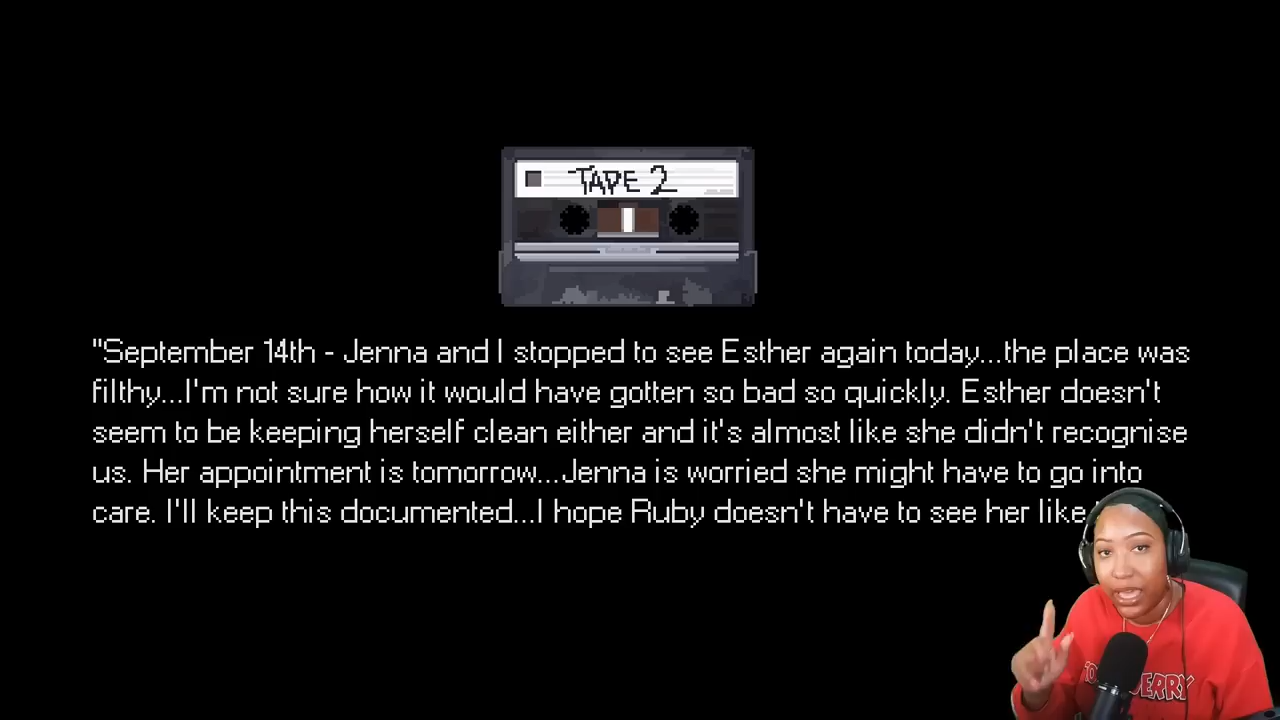 TAPE 2
"September 14th - Jenna and I stopped to see Esther again today...the place was
filthy...I'm not sure how it would have gotten so bad so quickly. Esther doesn't
seem to be keeping herself clean either and it's almost like she didn't recognise
us. Her appointment is tomorrow...Jenna is worried she might have to go into
care. I'll keep this documented...I hope Ruby doesn't have to see her like